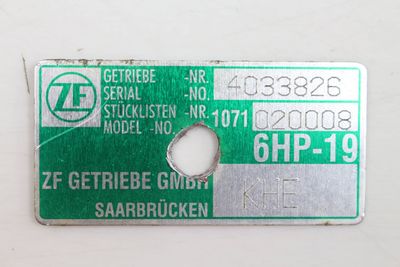 ZF
GETRIEBE -NR. 4033826
SERIAL -NO.
STÜCKLISTEN -NR. 1071 020008
MODEL -NO.
6HP-19
ZF GETRIEBE GMBH KHE
SAARBRÜCKEN